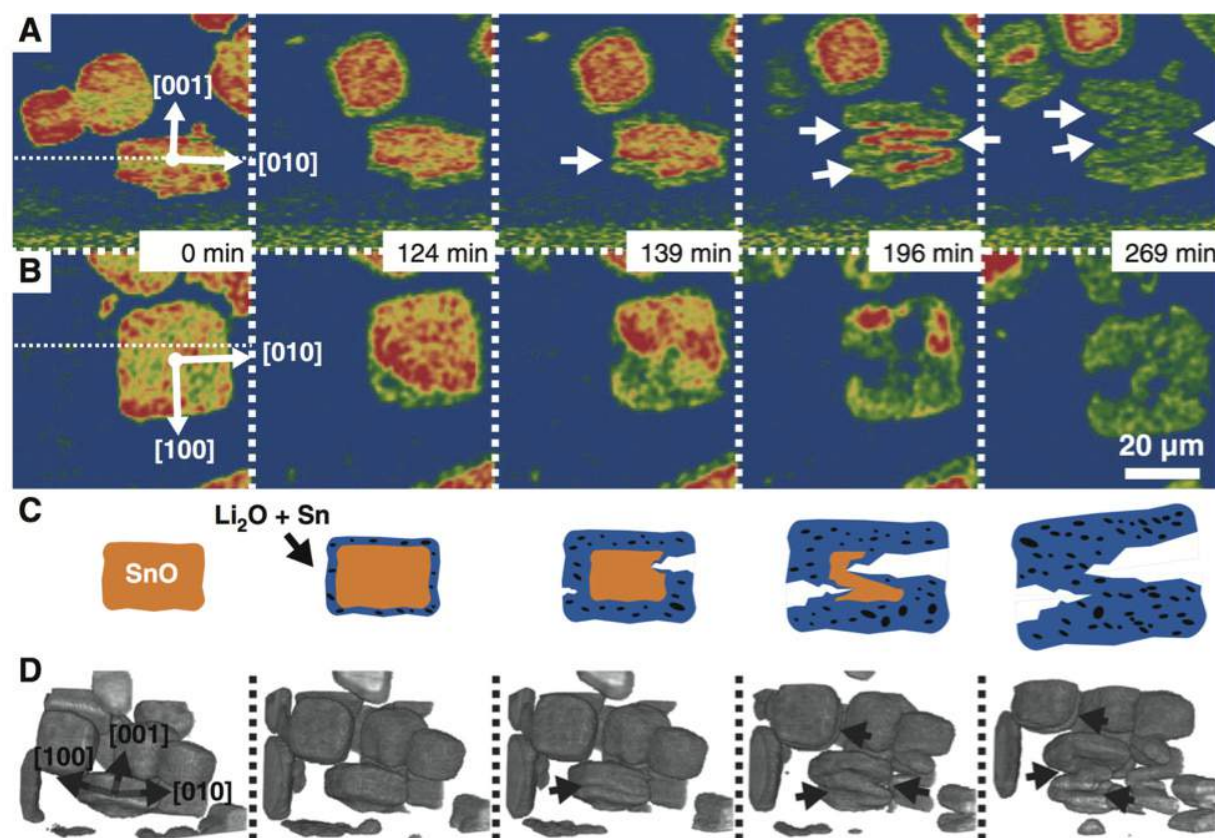 A
[001]
[010]
0 min
124 min
139 min
196 min
269 min
B
[010]
[100]
20 μm
C
Li₂O + Sn
SnO
D
[001]
[100]
[010]